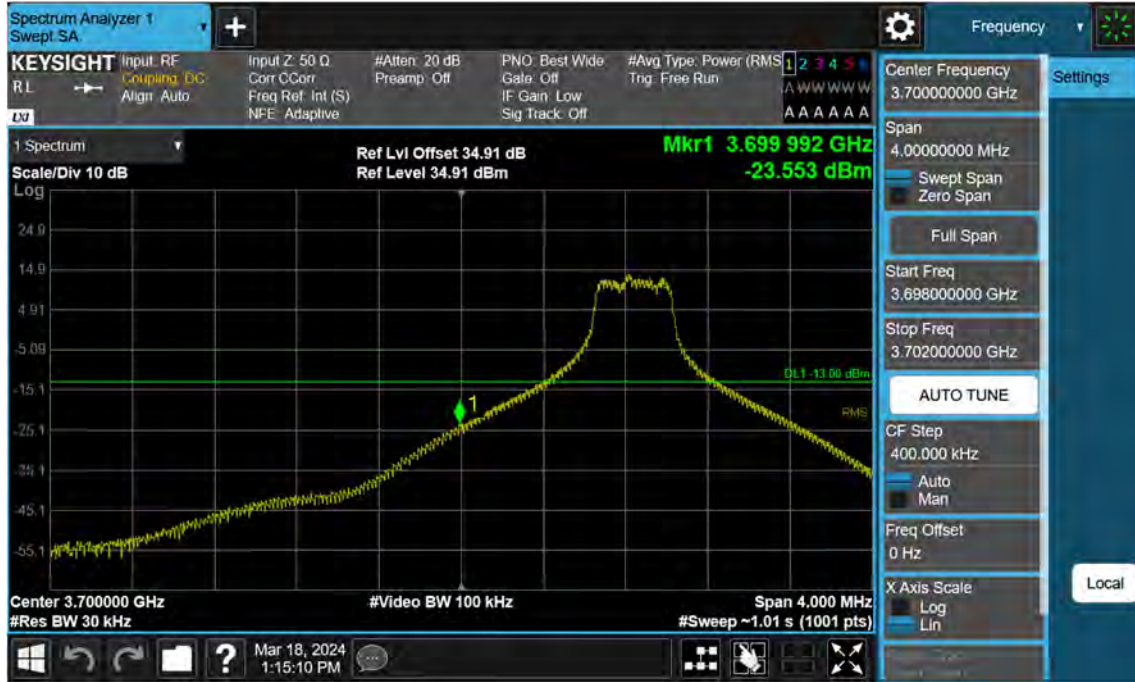 Spectrum Analyzer 1
Swept SA
Frequency
KEYSIGHT
RL
LXI
Input: RF
Coupling: DC
Align: Auto
Input Z: 50 Ω
Corr CCorr
Freq Ref: Int (S)
NFE: Adaptive
#Atten: 20 dB
Preamp: Off
PNO: Best Wide
Gate: Off
IF Gain: Low
Sig Track: Off
#Avg Type: Power (RMS
Trig: Free Run
1 2 3 4 5 6
A W W W W W
A A A A A A
1 Spectrum
Scale/Div 10 dB
Ref Lvl Offset 34.91 dB
Ref Level 34.91 dBm
Mkr1 3.699 992 GHz
-23.553 dBm
Log
24.9
14.9
4.91
-5.09
-15.1
-25.1
-35.1
-45.1
-55.1
DL1 -13.00 dBm
RMS
1
Center 3.700000 GHz
#Res BW 30 kHz
#Video BW 100 kHz
Span 4.000 MHz
#Sweep ~1.01 s (1001 pts)
Mar 18, 2024
1:15:10 PM
Center Frequency
3.700000000 GHz
Settings
Span
4.00000000 MHz
Swept Span
Zero Span
Full Span
Start Freq
3.698000000 GHz
Stop Freq
3.702000000 GHz
AUTO TUNE
CF Step
400.000 kHz
Auto
Man
Freq Offset
0 Hz
X Axis Scale
Log
Lin
Local